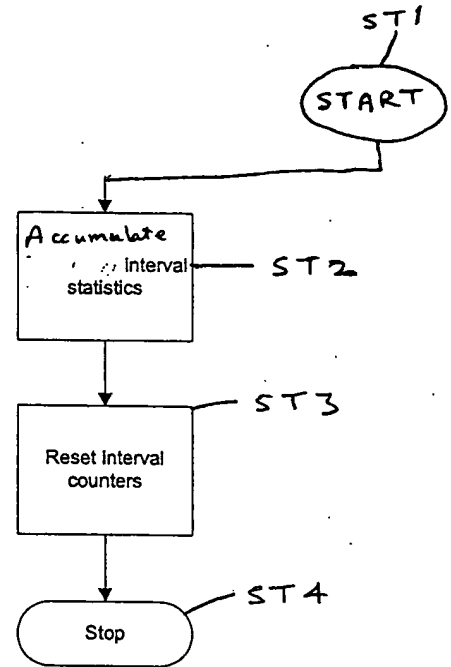 ST1
START
Accumulate
interval
statistics
ST2
ST3
Reset Interval
counters
ST4
Stop